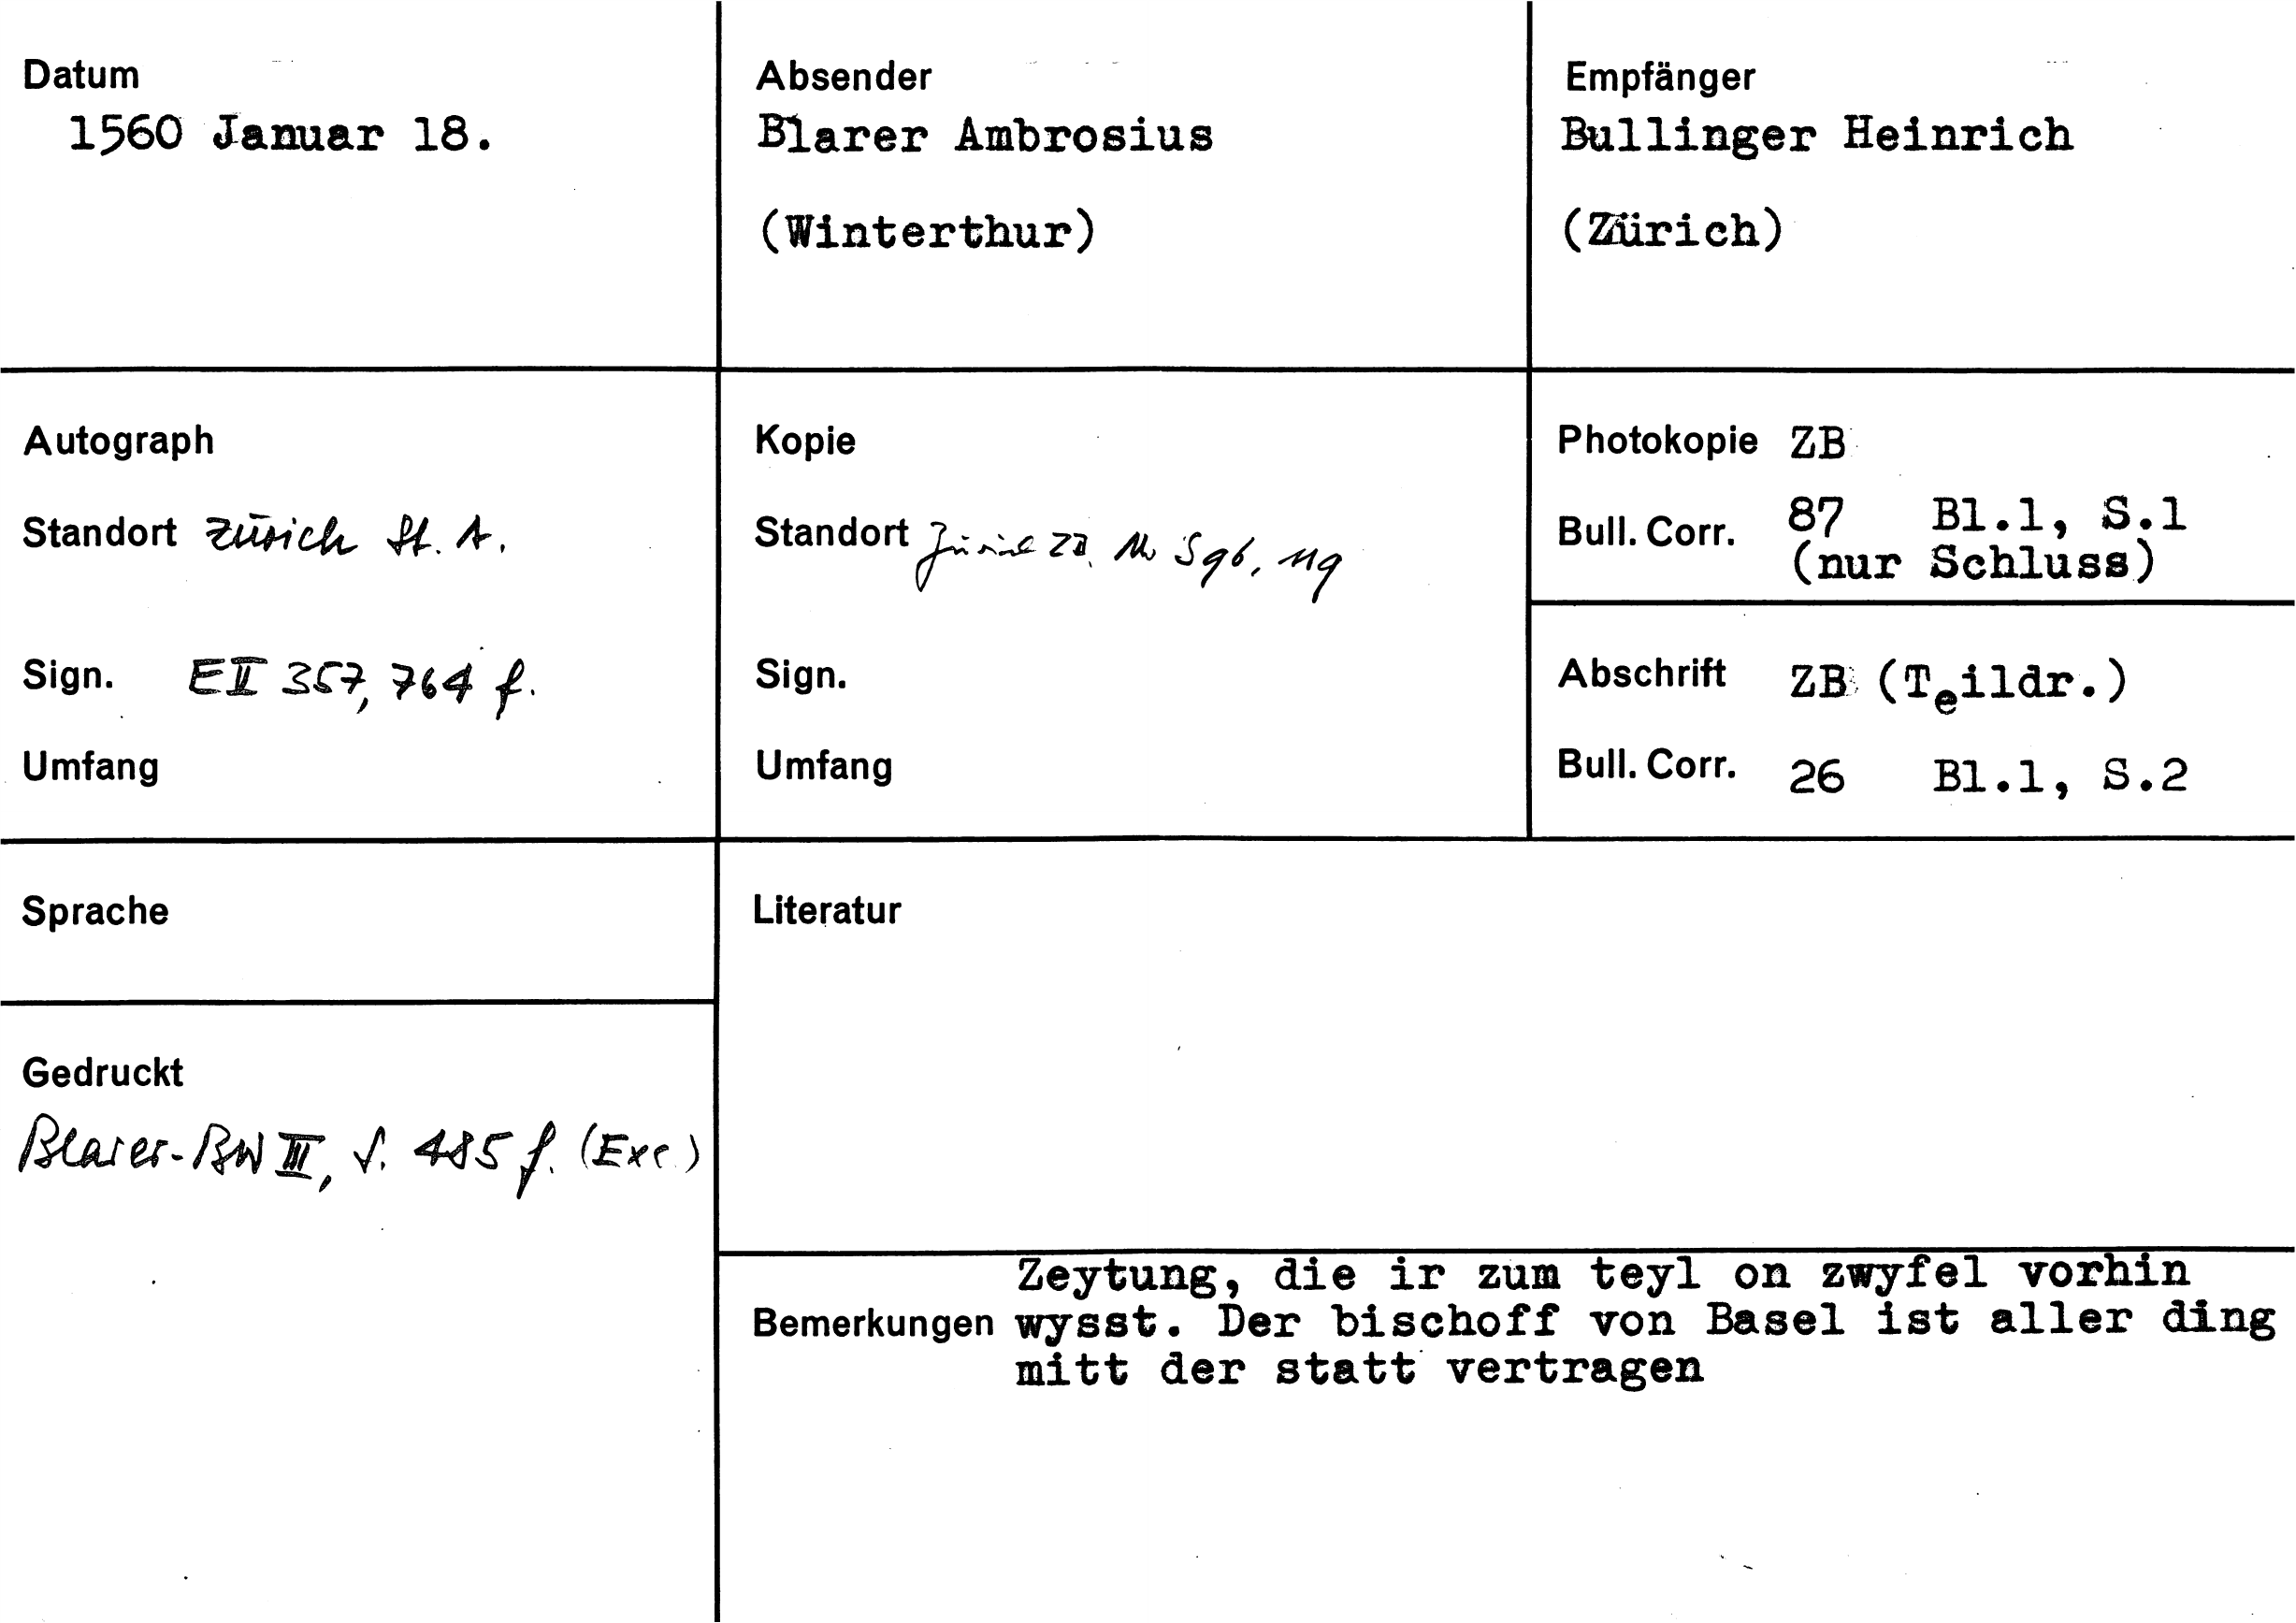 Datum
1560 Januar 18.
Absender
Blarer Ambrosius
(Winterthur)
Empfänger
Bullinger Heinrich
(Zürich)
Autograph
Standort Zürich St. A.
Sign. E II 357, 764 f.
Umfang
Kopie
Standort Zürich ZB, Ms S 96, 119
Sign.
Umfang
Photokopie ZB
Bull. Corr. 87 Bl.1, S.1
(nur Schluss)
Abschrift ZB (Teildr.)
Bull. Corr. 26 Bl.1, S.2
Sprache
Gedruckt
Blarer-BW III, S. 485 f. (Exc.)
Literatur
Zeytung, die ir zum teyl on zwyfel vorhin
Bemerkungen wysst. Der bischoff von Basel ist aller ding
mitt der statt vertragen